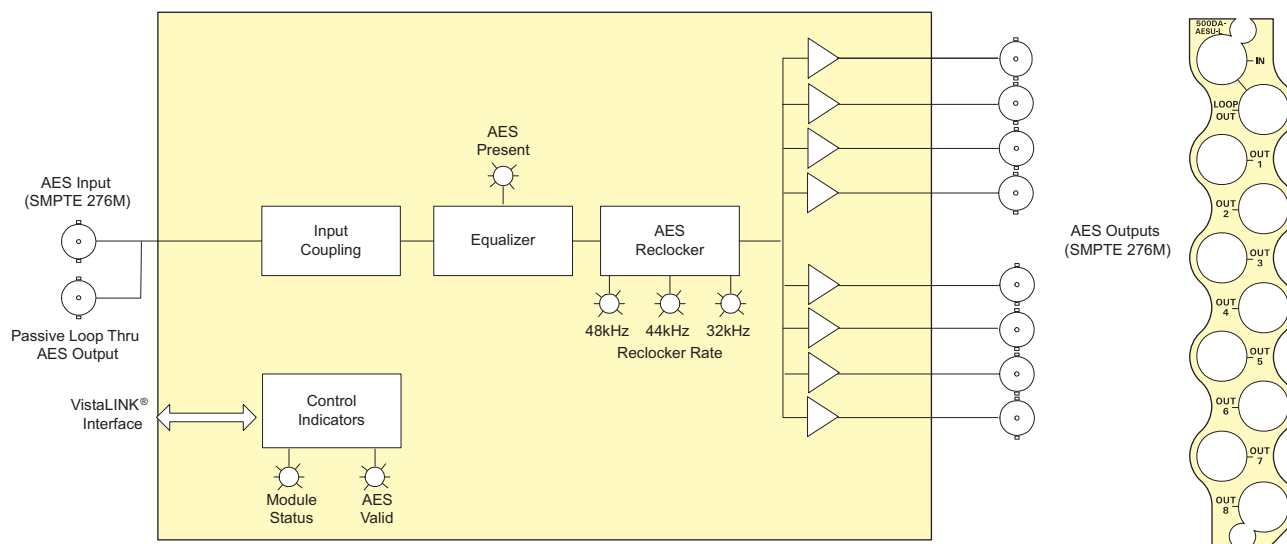 AES Input
(SMPTE 276M)
Passive Loop Thru
AES Output
VistaLINK®
Interface
Input
Coupling
AES
Present
Equalizer
AES
Reclocker
48kHz
44kHz
32kHz
Reclocker Rate
Control
Indicators
Module
Status
AES
Valid
AES Outputs
(SMPTE 276M)
500DA-
AESU-L
IN
LOOP
OUT
OUT
1
OUT
2
OUT
3
OUT
4
OUT
5
OUT
6
OUT
7
OUT
8